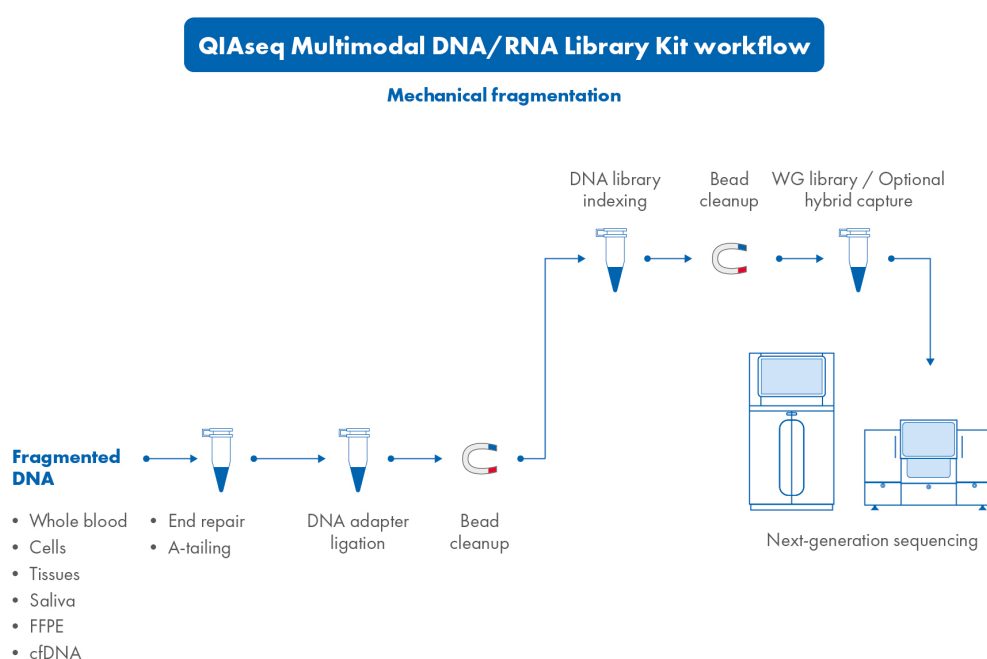 QIAseq Multimodal DNA/RNA Library Kit workflow
Mechanical fragmentation
DNA library
indexing
Bead
cleanup
WG library / Optional
hybrid capture
Fragmented
DNA
• Whole blood
• Cells
• Tissues
• Saliva
• FFPE
• cfDNA
• End repair
• A-tailing
DNA adapter
ligation
Bead
cleanup
Next-generation sequencing